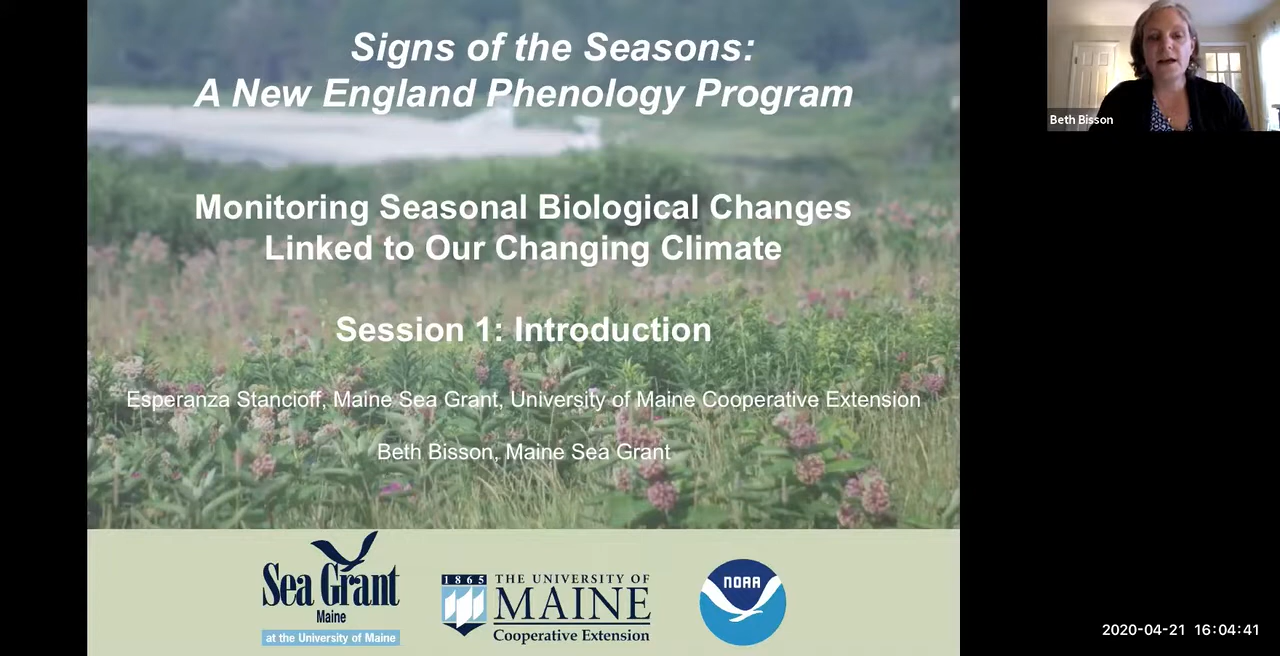 Signs of the Seasons:
A New England Phenology Program
Monitoring Seasonal Biological Changes
Linked to Our Changing Climate
Session 1: Introduction
Esperanza Stancioff, Maine Sea Grant, University of Maine Cooperative Extension
Beth Bisson, Maine Sea Grant
Sea Grant
Maine
at the University of Maine
1865 THE UNIVERSITY OF
MAINE
Cooperative Extension
NOAA
Beth Bisson
2020-04-21 16:04:41